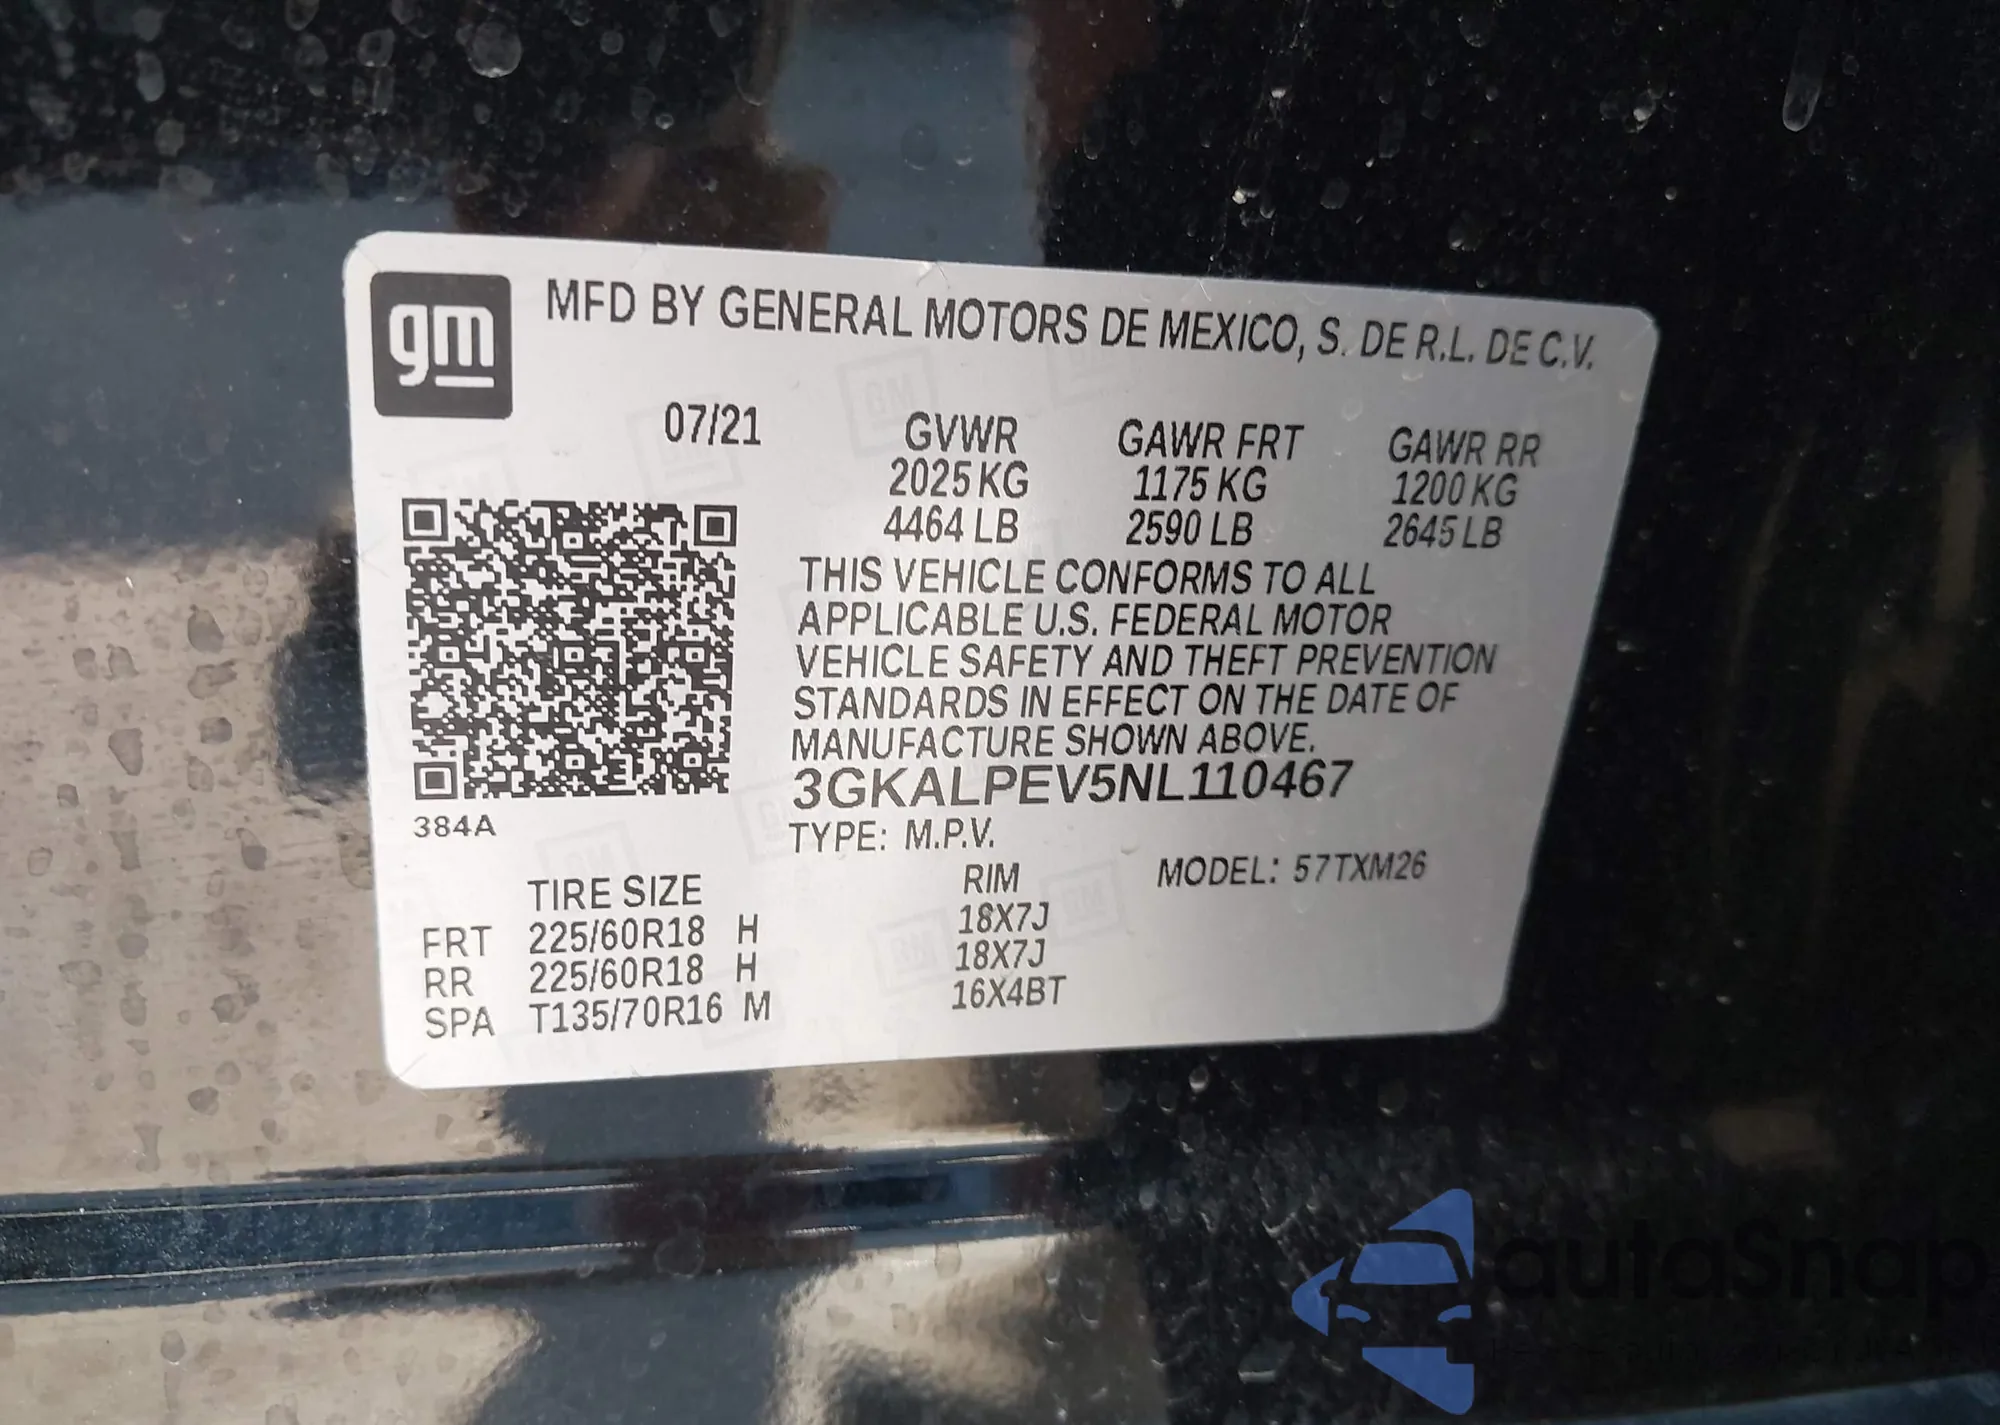 gm
MFD BY GENERAL MOTORS DE MEXICO, S. DE R.L. DE C.V.
07/21
GVWR GAWR FRT GAWR RR
2025 KG 1175 KG 1200 KG
4464 LB 2590 LB 2645 LB
THIS VEHICLE CONFORMS TO ALL
APPLICABLE U.S. FEDERAL MOTOR
VEHICLE SAFETY AND THEFT PREVENTION
STANDARDS IN EFFECT ON THE DATE OF
MANUFACTURE SHOWN ABOVE.
3GKALPEV5NL110467
384A
TYPE: M.P.V.
MODEL: 57TXM26
TIRE SIZE RIM
FRT 225/60R18 H 18X7J
RR 225/60R18 H 18X7J
SPA T135/70R16 M 16X4BT
autoSnap